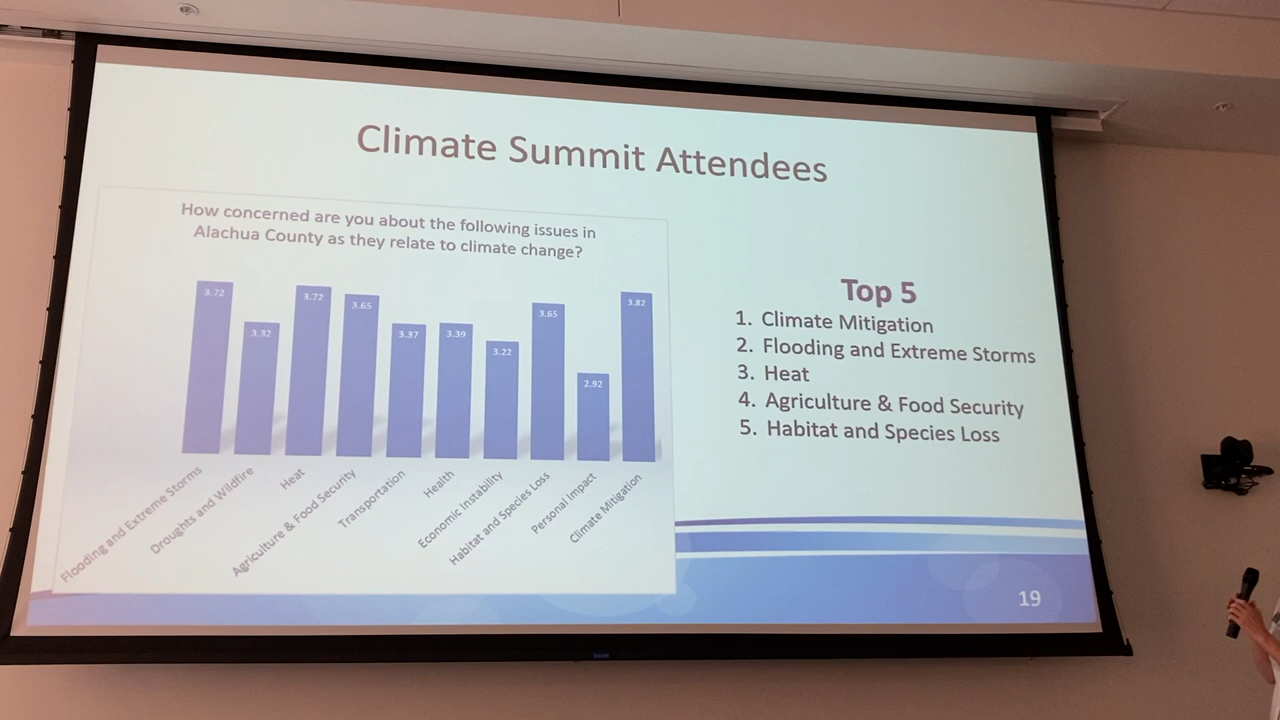 Climate Summit Attendees
How concerned are you about the following issues in
Alachua County as they relate to climate change?
3.72
3.32
3.72
3.65
3.37
3.39
3.22
3.65
2.92
3.82
Flooding and Extreme Storms
Droughts and Wildfire
Heat
Agriculture & Food Security
Transportation
Health
Economic Instability
Habitat and Species Loss
Personal Impact
Climate Mitigation
Top 5
1. Climate Mitigation
2. Flooding and Extreme Storms
3. Heat
4. Agriculture & Food Security
5. Habitat and Species Loss
19